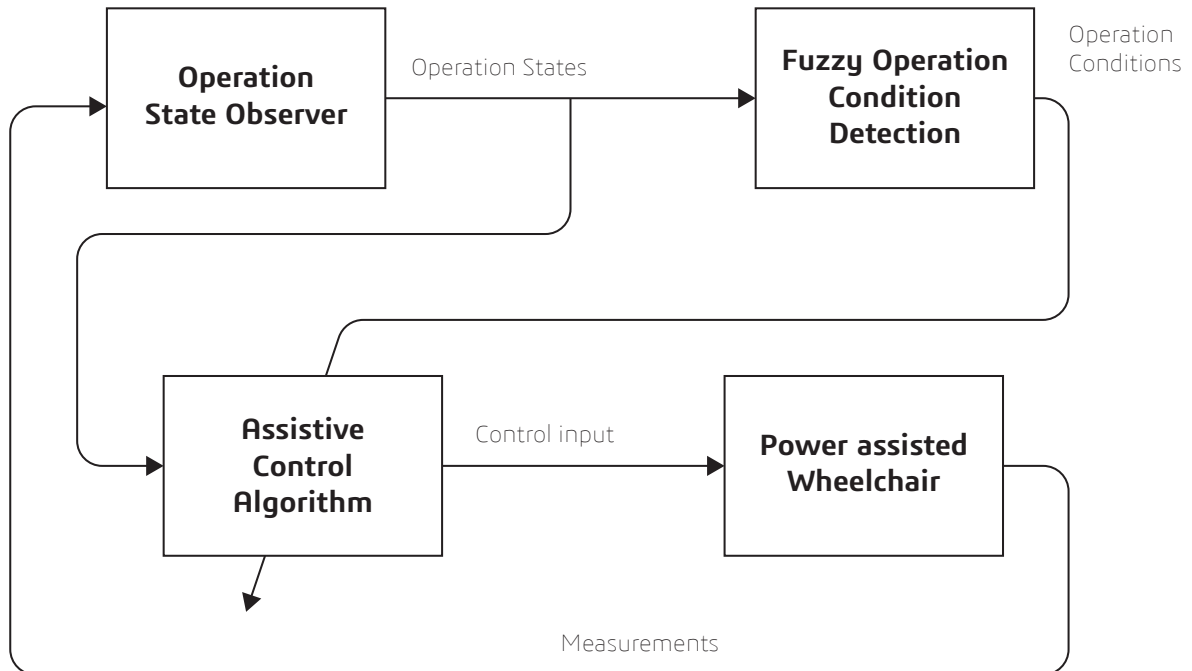 Operation
State Observer
Operation States
Fuzzy Operation
Condition
Detection
Operation
Conditions
Assistive
Control
Algorithm
Control input
Power assisted
Wheelchair
Measurements